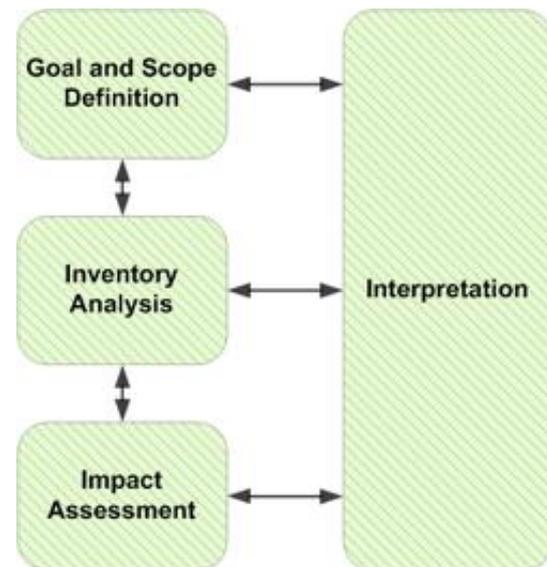 Goal and Scope
Definition
Inventory
Analysis
Interpretation
Impact
Assessment